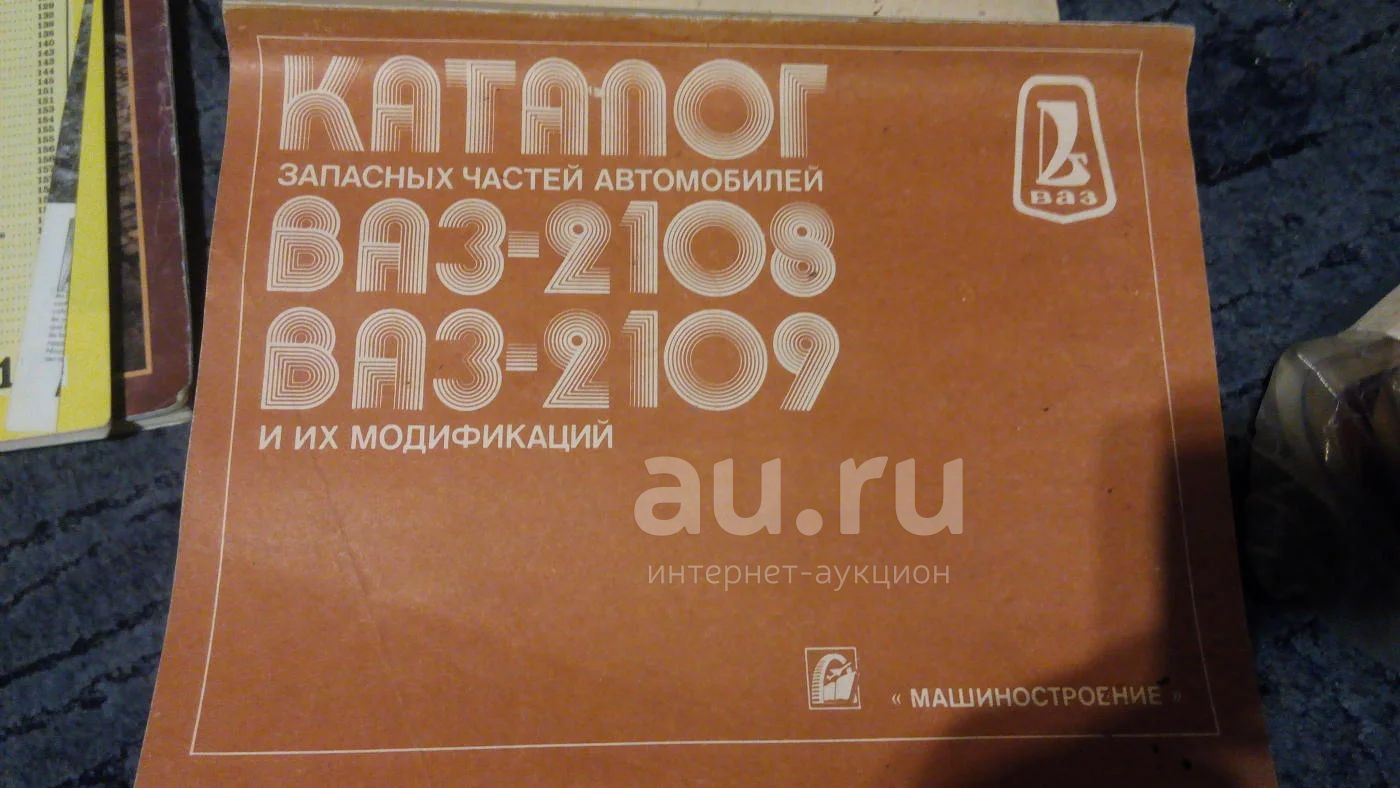 КАТАЛОГ
ЗАПАСНЫХ ЧАСТЕЙ АВТОМОБИЛЕЙ
ВАЗ-2108
ВАЗ-2109
И ИХ МОДИФИКАЦИЙ
ваз
au.ru
интернет-аукцион
« МАШИНОСТРОЕНИЕ »